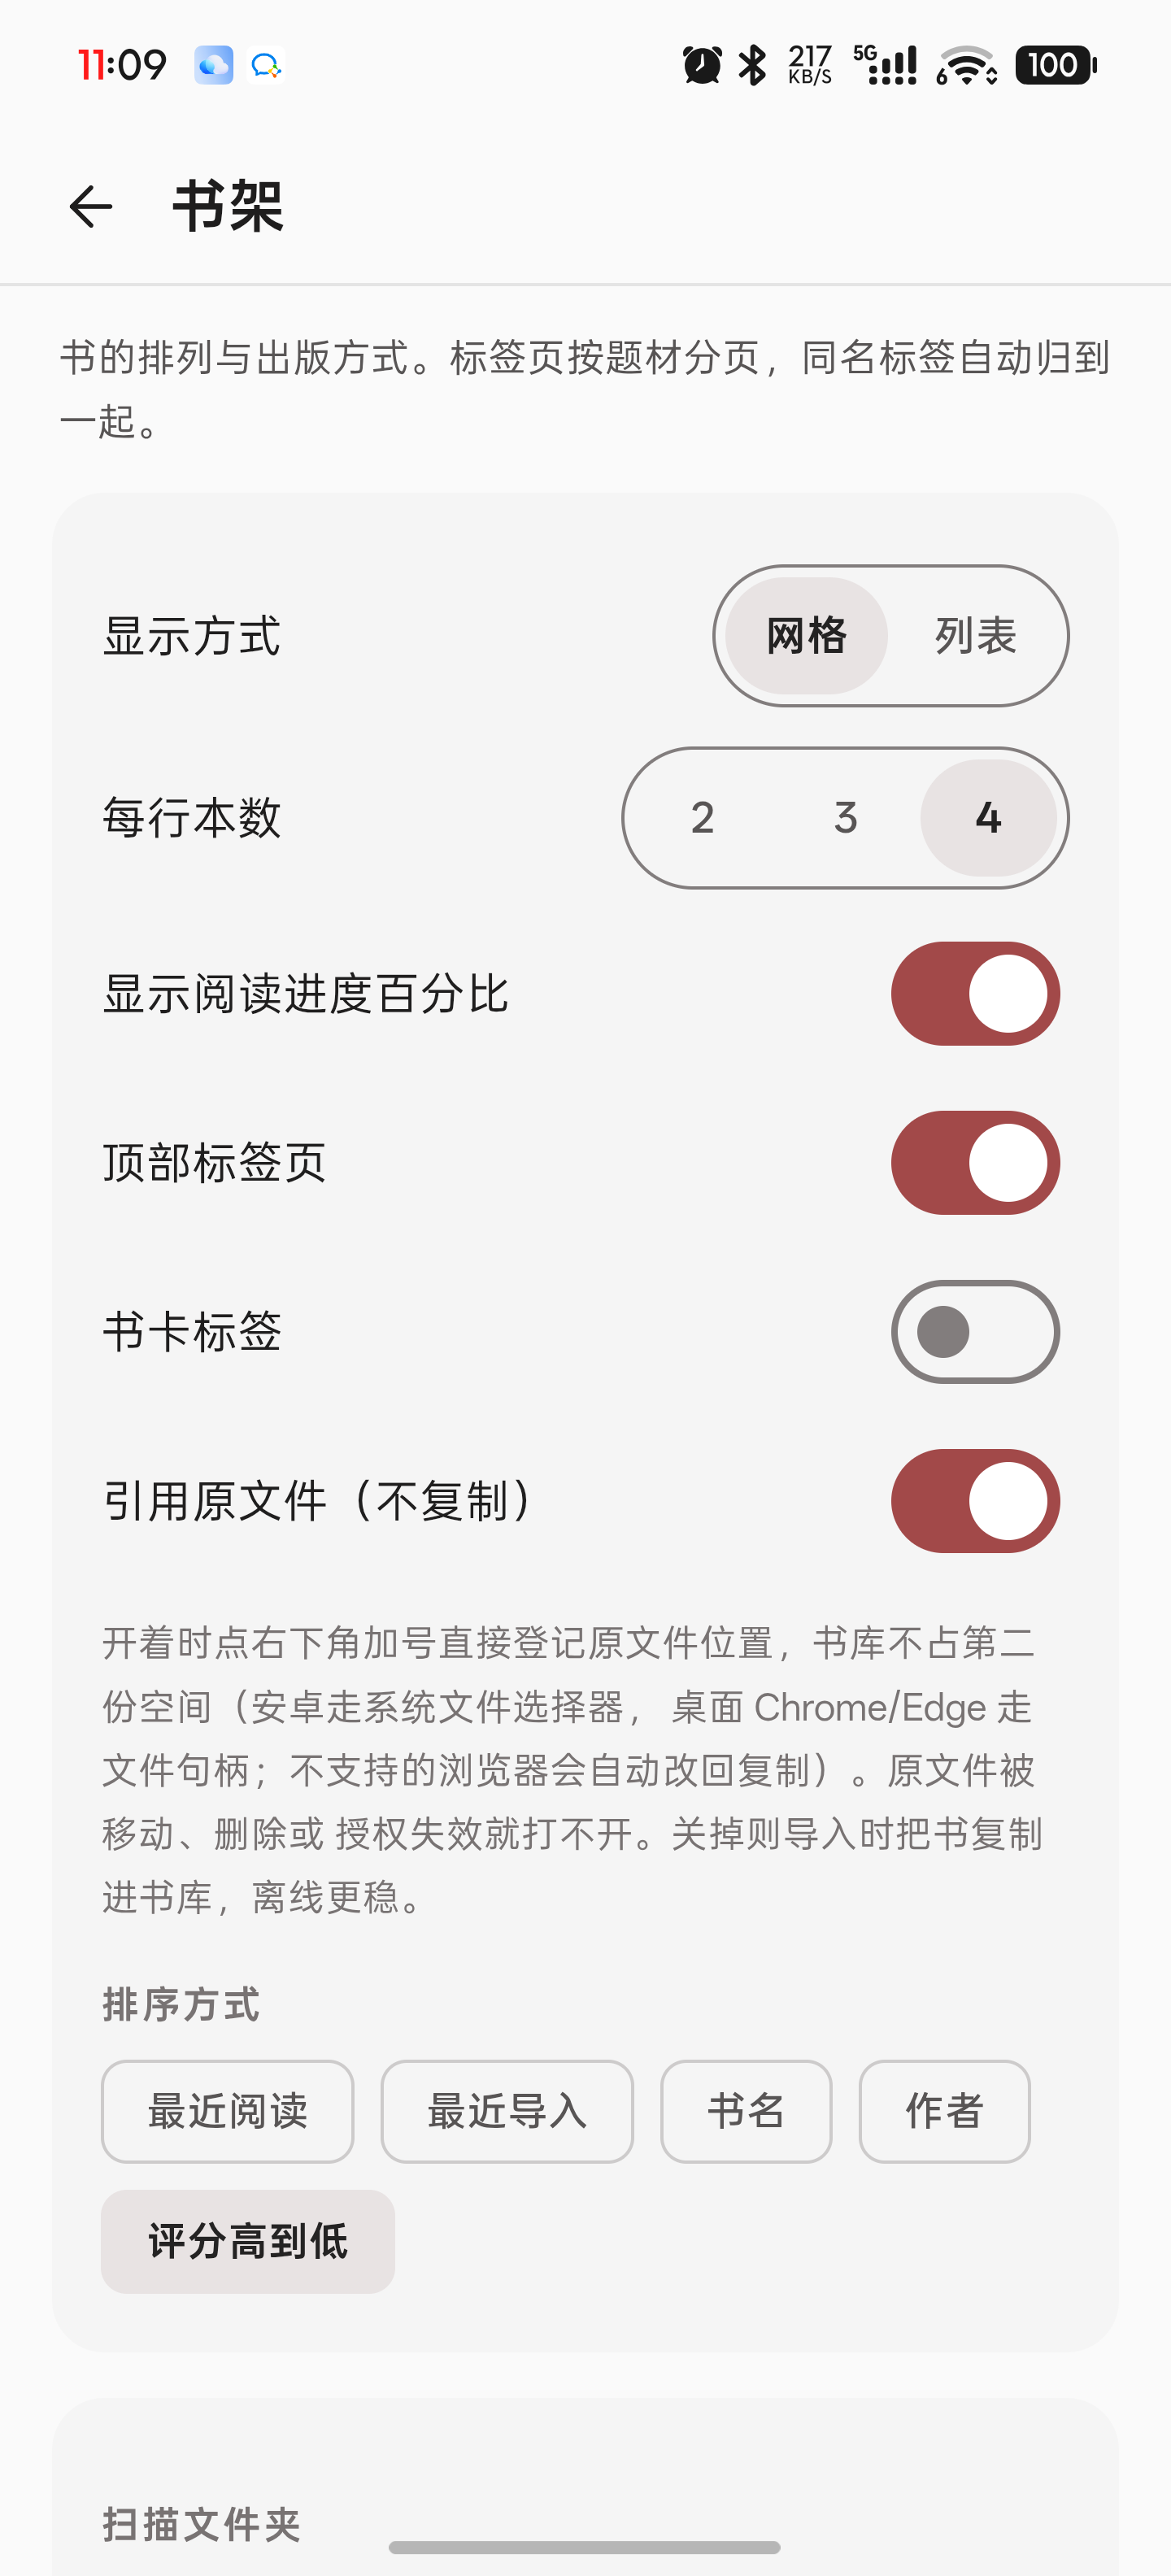 11:09
217 KB/S 5G 6 100
书架
书的排列与出版方式。标签页按题材分页，同名标签自动归到
一起。
显示方式 网格 列表
每行本数 2 3 4
显示阅读进度百分比
顶部标签页
书卡标签
引用原文件（不复制）
开着时点右下角加号直接登记原文件位置，书库不占第二
份空间（安卓走系统文件选择器， 桌面 Chrome/Edge 走
文件句柄；不支持的浏览器会自动改回复制）。原文件被
移动、删除或 授权失效就打不开。关掉则导入时把书复制
进书库，离线更稳。
排序方式
最近阅读 最近导入 书名 作者
评分高到低
扫描文件夹